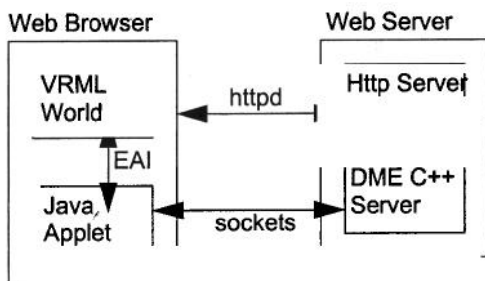 Web Browser
Web Server
VRML
World
httpd
Http Server
EAI
Java
Applet
sockets
DME C++
Server